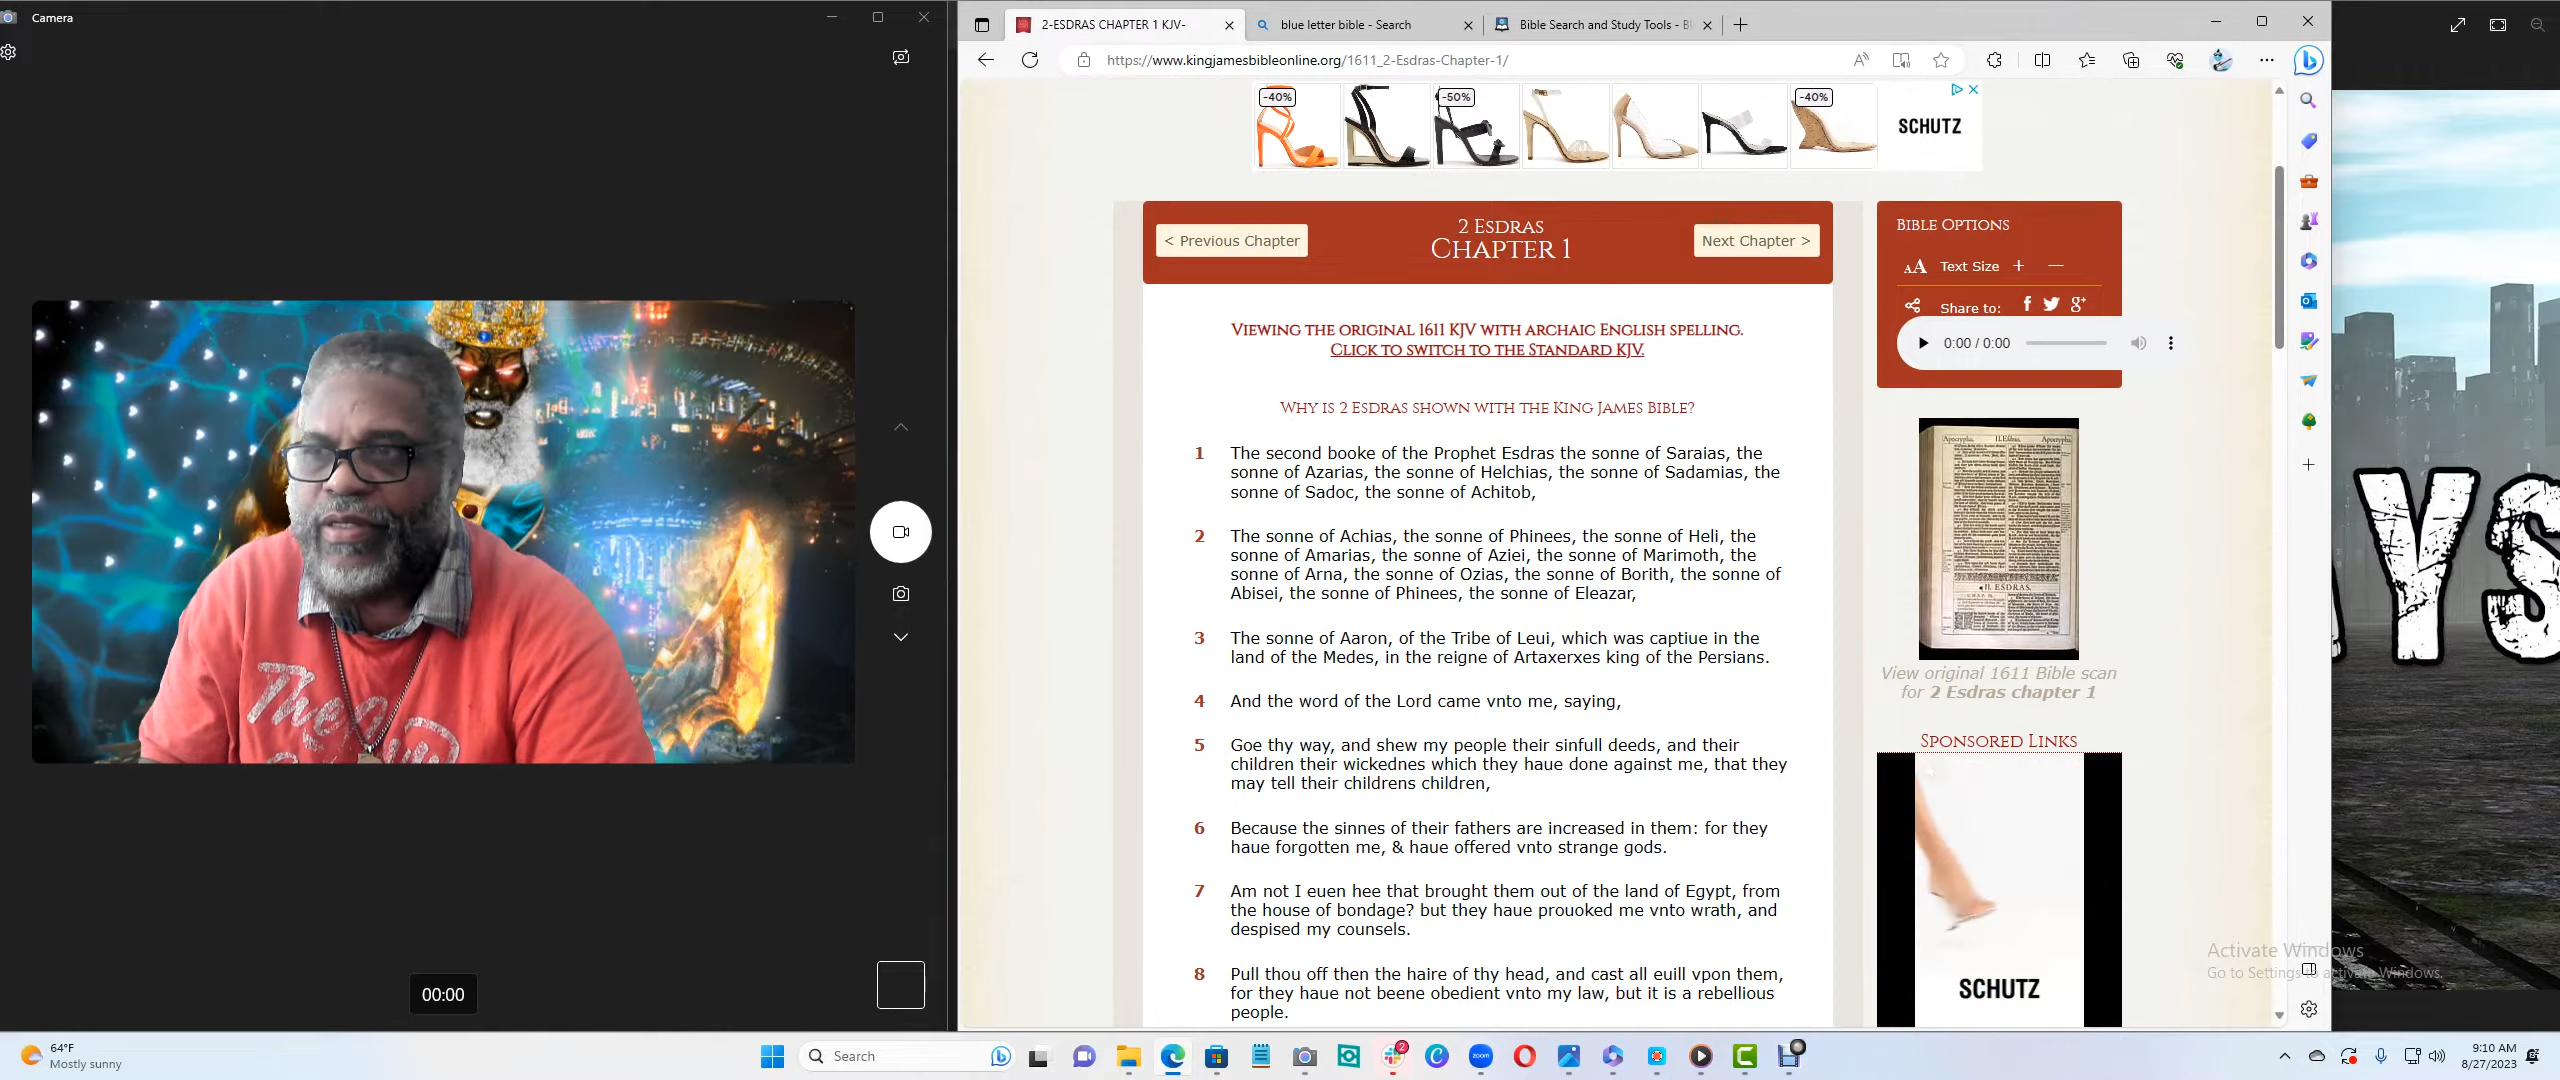 Camera
2-ESDRAS CHAPTER 1 KJV-
blue letter bible - Search
Bible Search and Study Tools - Bl
https://www.kingjamesbibleonline.org/1611_2-Esdras-Chapter-1/
-40%
-50%
-40%
SCHUTZ
< Previous Chapter
2 Esdras
Chapter 1
Next Chapter >
Bible Options
AA Text Size + —
Share to: f g+
0:00 / 0:00
Viewing the original 1611 KJV with archaic English spelling.
Click to switch to the Standard KJV.
Why is 2 Esdras shown with the King James Bible?
1 The second booke of the Prophet Esdras the sonne of Saraias, the
sonne of Azarias, the sonne of Helchias, the sonne of Sadamias, the
sonne of Sadoc, the sonne of Achitob,
2 The sonne of Achias, the sonne of Phinees, the sonne of Heli, the
sonne of Amarias, the sonne of Aziei, the sonne of Marimoth, the
sonne of Arna, the sonne of Ozias, the sonne of Borith, the sonne of
Abisei, the sonne of Phinees, the sonne of Eleazar,
3 The sonne of Aaron, of the Tribe of Leui, which was captiue in the
land of the Medes, in the reigne of Artaxerxes king of the Persians.
4 And the word of the Lord came vnto me, saying,
5 Goe thy way, and shew my people their sinfull deeds, and their
children their wickednes which they haue done against me, that they
may tell their childrens children,
6 Because the sinnes of their fathers are increased in them: for they
haue forgotten me, & haue offered vnto strange gods.
7 Am not I euen hee that brought them out of the land of Egypt, from
the house of bondage? but they haue prouoked me vnto wrath, and
despised my counsels.
8 Pull thou off then the haire of thy head, and cast all euill vpon them,
for they haue not beene obedient vnto my law, but it is a rebellious
people.
Apocrypha. II. Esdras. Apocrypha.
II. ESDRAS.
View original 1611 Bible scan
for 2 Esdras chapter 1
Sponsored Links
SCHUTZ
YS
Activate Windows
Go to Settings to activate Windows.
00:00
64°F
Mostly sunny
Search
2
zoom
9:10 AM
8/27/2023